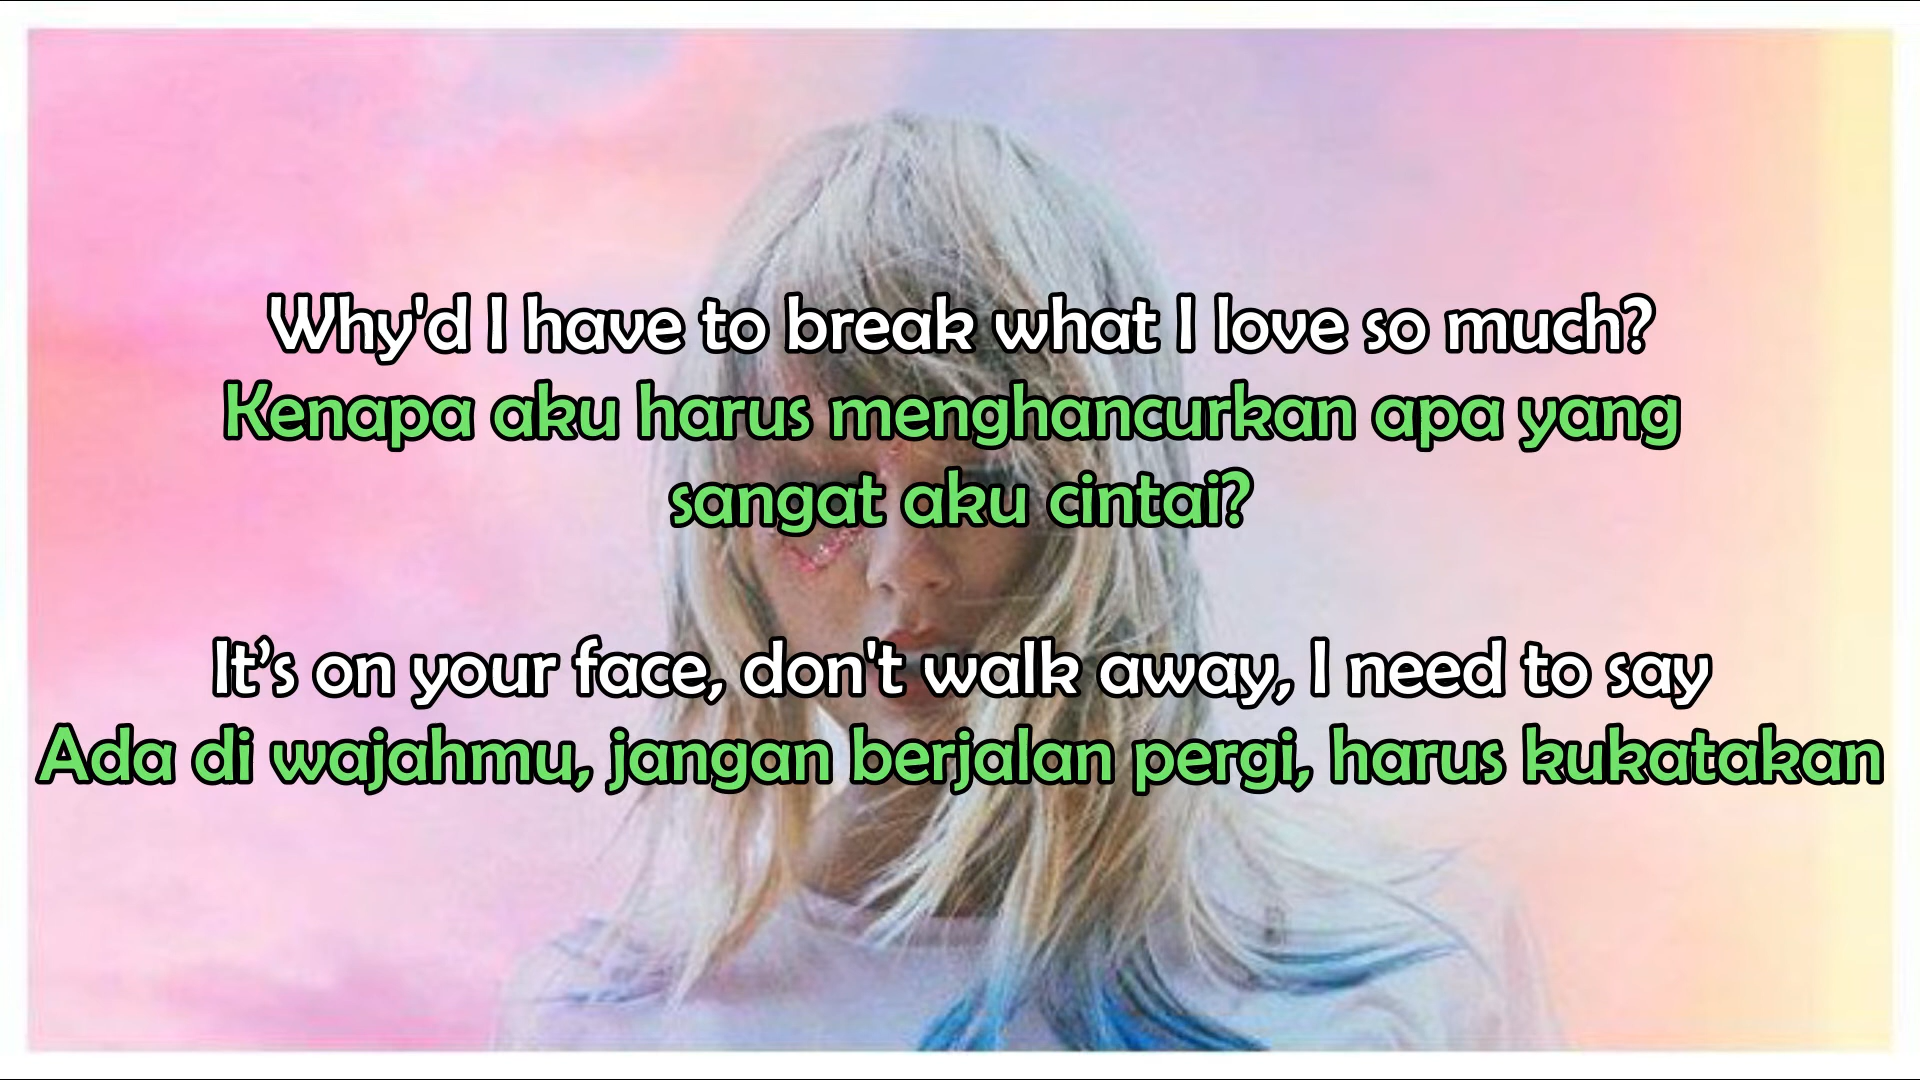 Why'd I have to break what I love so much?
Kenapa aku harus menghancurkan apa yang
sangat aku cintai?
It’s on your face, don't walk away, I need to say
Ada di wajahmu, jangan berjalan pergi, harus kukatakan